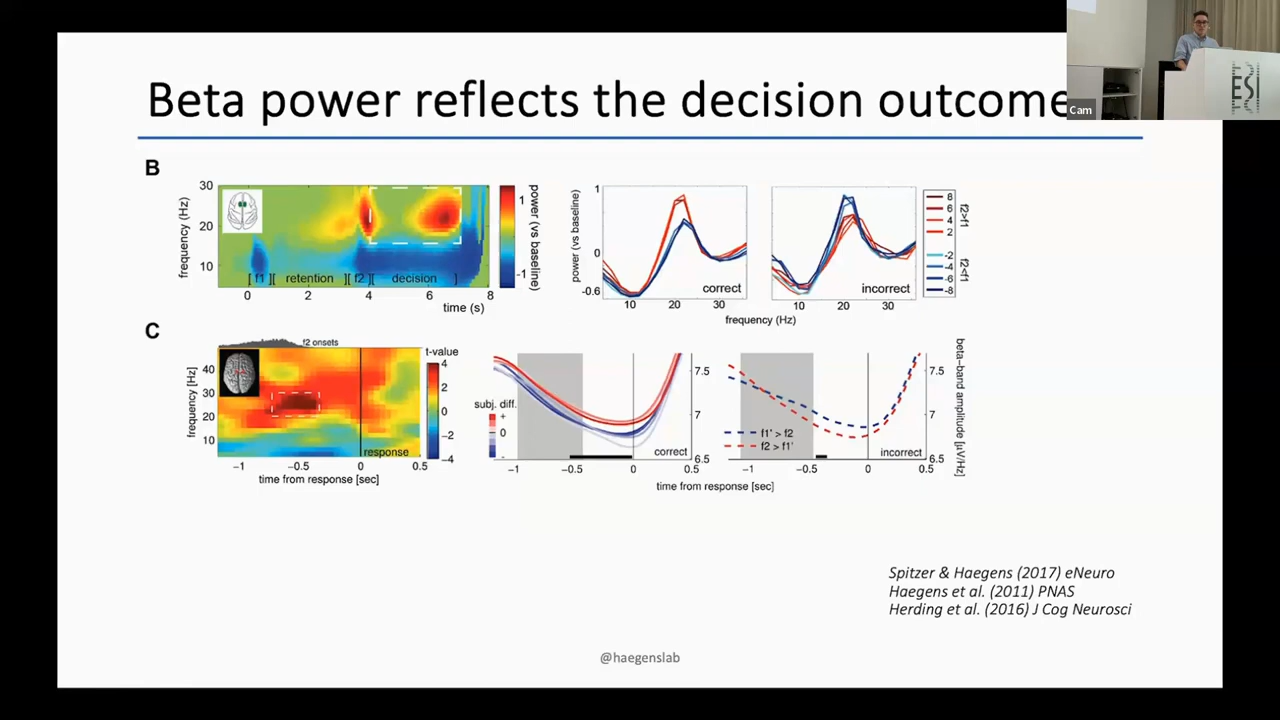 Beta power reflects the decision outcome
Cam
ESI
B
30
20
10
frequency (Hz)
[ f1 ][ retention ][ f2 ][ decision ]
0 2 4 6 8
time (s)
1
-1
power (vs baseline)
1
0
-0.6
power (vs baseline)
correct
10 20 30
incorrect
10 20 30
frequency (Hz)
8
6
4
2
-2
-4
-6
-8
f2>f1
f2<f1
C
f2 onsets
40
30
20
10
frequency [Hz]
response
−1 −0.5 0 0.5
time from response [sec]
t-value
4
2
0
−2
−4
subj. diff.
+
0
-
correct
7.5
7
6.5
−1 −0.5 0 0.5
f1' > f2
f2 > f1'
incorrect
7.5
7
6.5
−1 −0.5 0 0.5
time from response [sec]
beta−band amplitude [µV/Hz]
Spitzer & Haegens (2017) eNeuro
Haegens et al. (2011) PNAS
Herding et al. (2016) J Cog Neurosci
@haegenslab